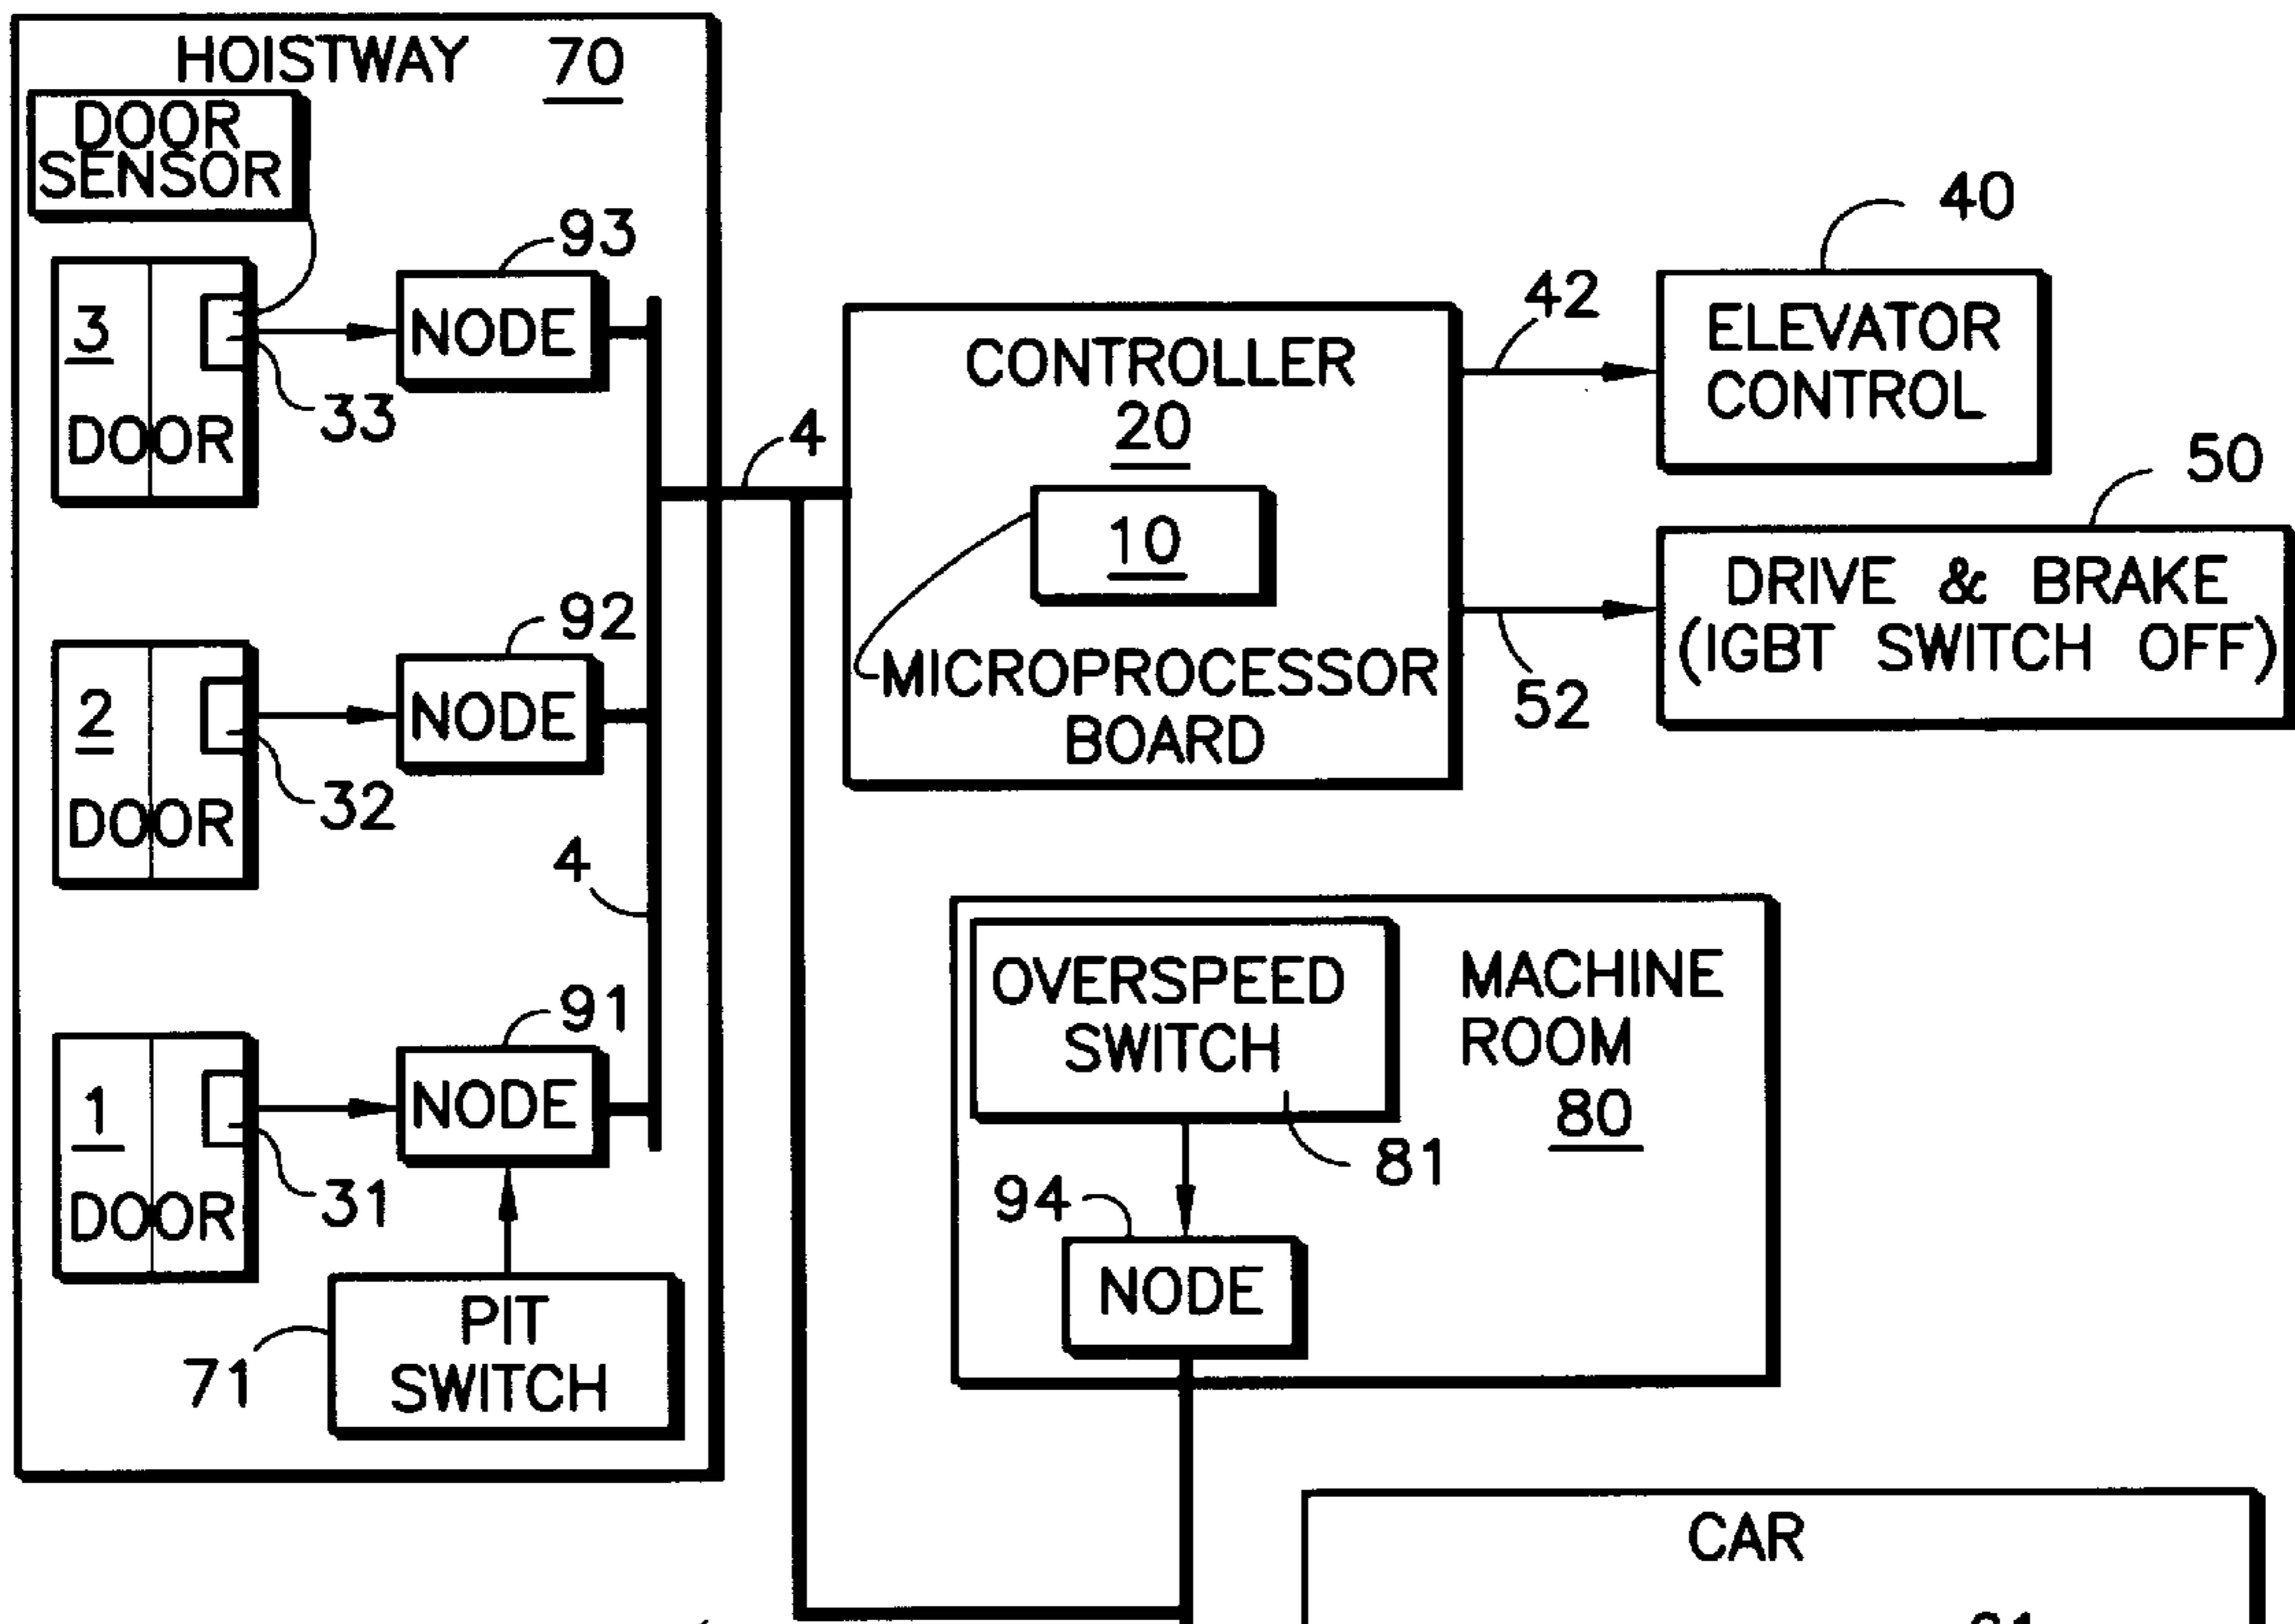 HOISTWAY 70
DOOR
SENSOR
93
3
NODE
DOOR
33
92
2
NODE
DOOR
32
4
91
1
NODE
DOOR
31
PIT
SWITCH
71
4
CONTROLLER
20
10
MICROPROCESSOR
BOARD
42
40
ELEVATOR
CONTROL
50
DRIVE & BRAKE
(IGBT SWITCH OFF)
52
OVERSPEED
SWITCH
MACHINE
ROOM
80
81
94
NODE
CAR